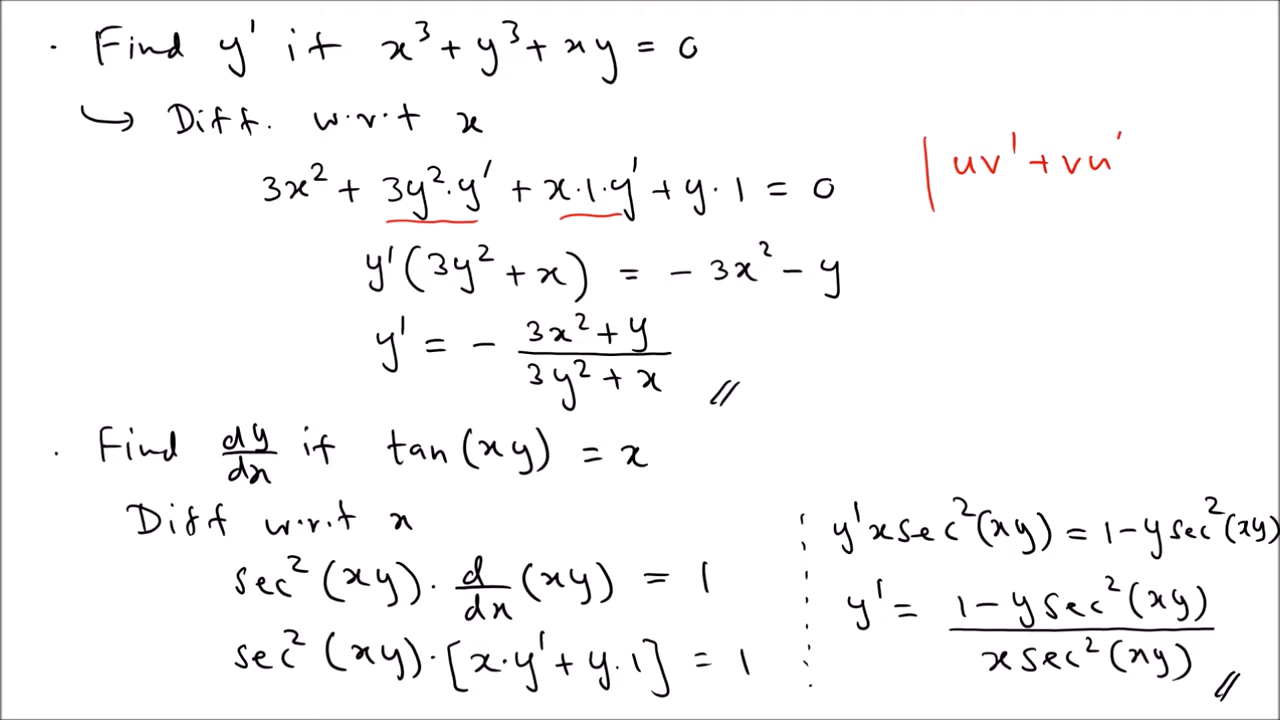 · Find y' if x³ + y³ + xy = 0
↪ Diff. w.r.t x
3x² + 3y²·y' + x·1·y' + y·1 = 0
| uv' + vu'
y'(3y² + x) = - 3x² - y
y' = - (3x² + y)/(3y² + x) //
· Find dy/dx if tan(xy) = x
Diff w.r.t x
sec²(xy)· d/dx (xy) = 1
sec²(xy)·[x·y' + y·1] = 1
y'x sec²(xy) = 1 - y sec²(xy)
y' = (1 - y sec²(xy))/(x sec²(xy)) //